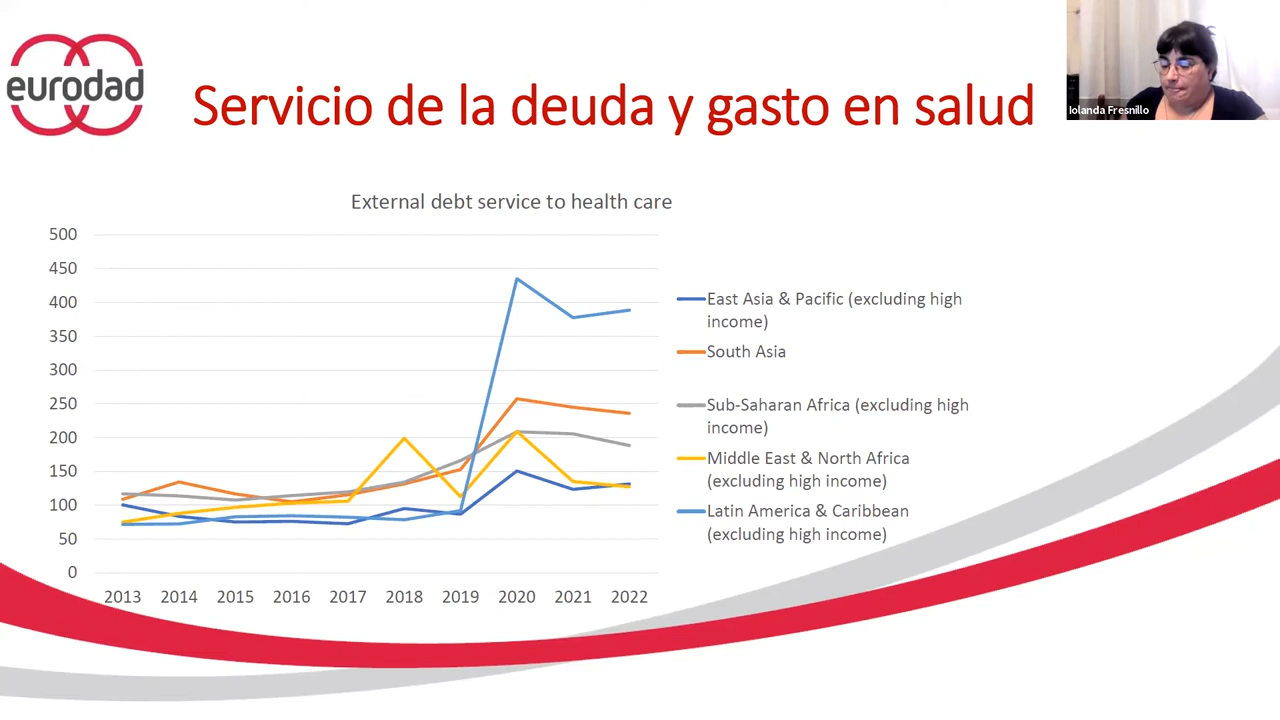 eurodad
Servicio de la deuda y gasto en salud
Iolanda Fresnillo
External debt service to health care
500
450
400
350
300
250
200
150
100
50
0
2013 2014 2015 2016 2017 2018 2019 2020 2021 2022
East Asia & Pacific (excluding high
income)
South Asia
Sub-Saharan Africa (excluding high
income)
Middle East & North Africa
(excluding high income)
Latin America & Caribbean
(excluding high income)